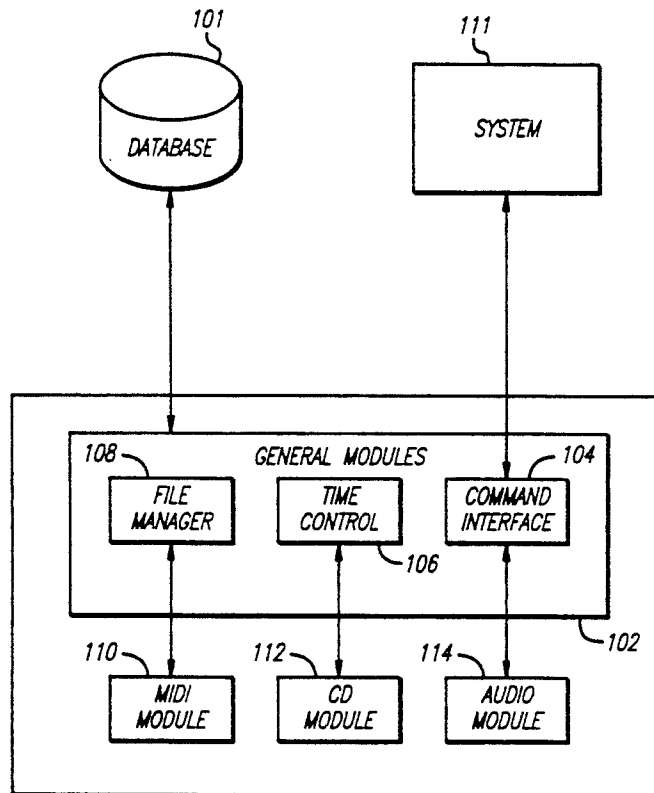 101
111
DATABASE
SYSTEM
GENERAL MODULES
108
104
FILE
MANAGER
TIME
CONTROL
COMMAND
INTERFACE
106
102
110
112
114
MIDI
MODULE
CD
MODULE
AUDIO
MODULE